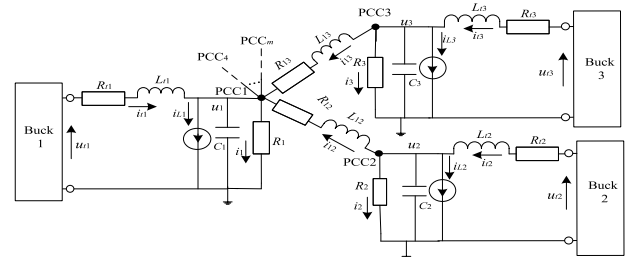 PCC3
u3
Lt3
Rt3
L13
it3
iL3
R13
i13
R3
i3
C3
ut3
Buck
3
PCCm
PCC4
PCC1
Rt1
Lt1
it1
iL1
u1
C1
i1
R1
ut1
Buck
1
R12
L12
i12
PCC2
u2
Lt2
Rt2
it2
iL2
R2
i2
C2
ut2
Buck
2